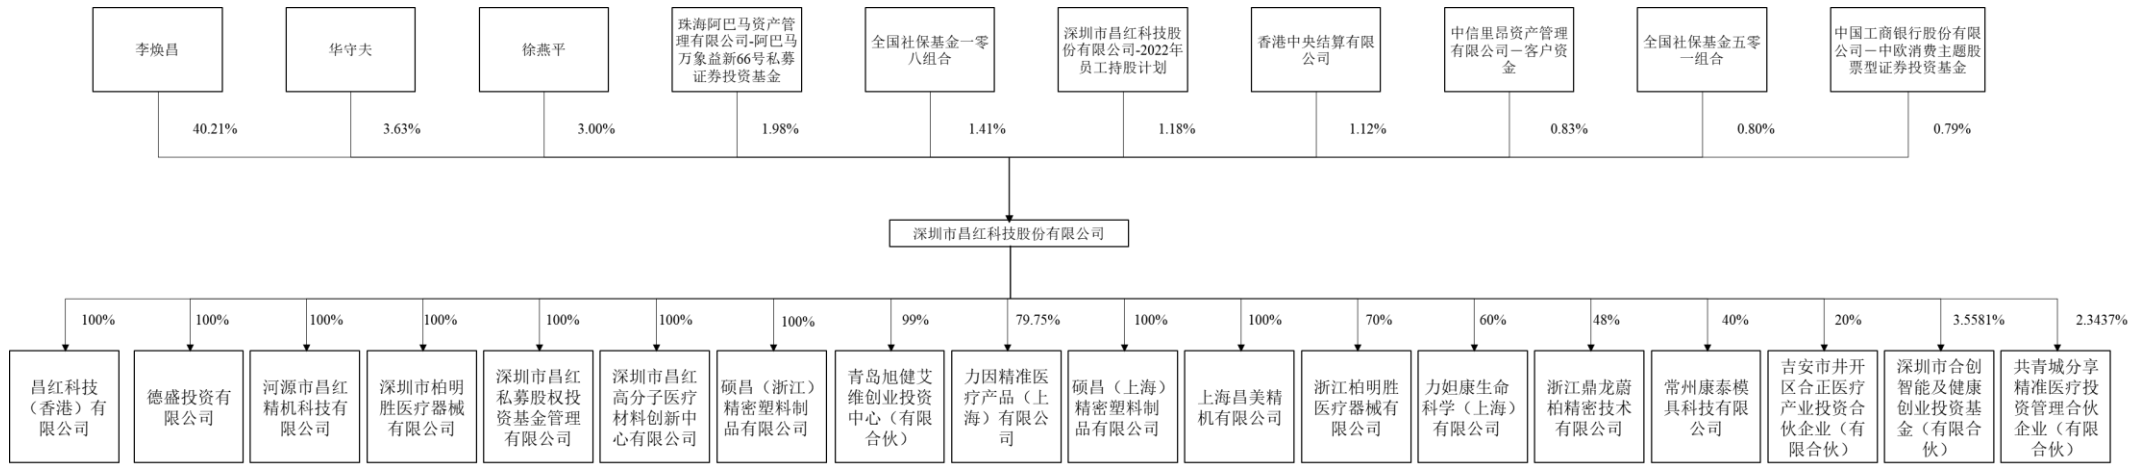 李焕昌
华守夫
徐燕平
珠海阿巴马资产管
理有限公司-阿巴马
万象益新66号私募
证券投资基金
全国社保基金一零
八组合
深圳市昌红科技股
份有限公司-2022年
员工持股计划
香港中央结算有限
公司
中信里昂资产管理
有限公司－客户资
金
全国社保基金五零
一组合
中国工商银行股份有限
公司－中欧消费主题股
票型证券投资基金
40.21%
3.63%
3.00%
1.98%
1.41%
1.18%
1.12%
0.83%
0.80%
0.79%
深圳市昌红科技股份有限公司
100%
100%
100%
100%
100%
100%
100%
99%
79.75%
100%
100%
70%
60%
48%
40%
20%
3.5581%
2.3437%
昌红科技
（香港）有
限公司
德盛投资有
限公司
河源市昌红
精机科技有
限公司
深圳市柏明
胜医疗器械
有限公司
深圳市昌红
私募股权投
资基金管理
有限公司
深圳市昌红
高分子医疗
材料创新中
心有限公司
硕昌（浙江）
精密塑料制
品有限公司
青岛旭健艾
维创业投资
中心（有限
合伙）
力因精准医
疗产品（上
海）有限公
司
硕昌（上海）
精密塑料制
品有限公司
上海昌美精
机有限公司
浙江柏明胜
医疗器械有
限公司
力妲康生命
科学（上海）
有限公司
浙江鼎龙蔚
柏精密技术
有限公司
常州康泰模
具科技有限
公司
吉安市井开
区合正医疗
产业投资合
伙企业（有
限合伙）
深圳市合创
智能及健康
创业投资基
金（有限合
伙）
共青城分享
精准医疗投
资管理合伙
企业（有限
合伙）